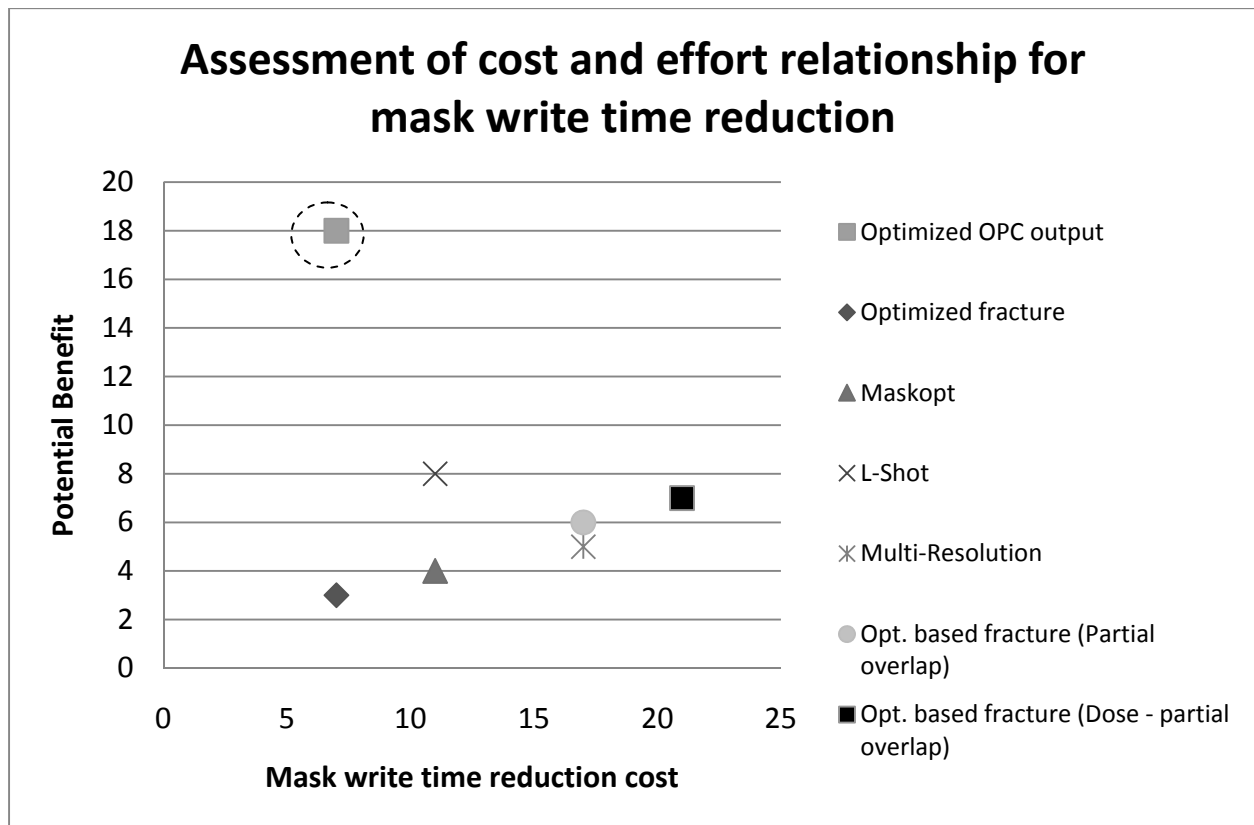 Assessment of cost and effort relationship for
mask write time reduction
20
18
16
14
12
10
8
6
4
2
0
Potential Benefit
0 5 10 15 20 25
Mask write time reduction cost
Optimized OPC output
Optimized fracture
Maskopt
L-Shot
Multi-Resolution
Opt. based fracture (Partial
overlap)
Opt. based fracture (Dose - partial
overlap)